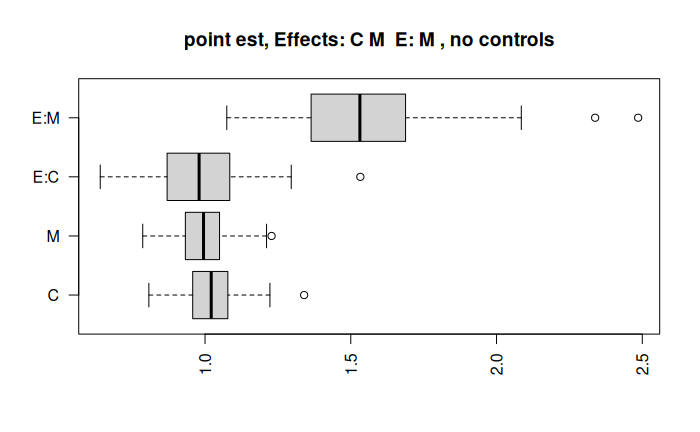 point est, Effects: C M  E: M , no controls
E:M
E:C
M
C
1.0
1.5
2.0
2.5